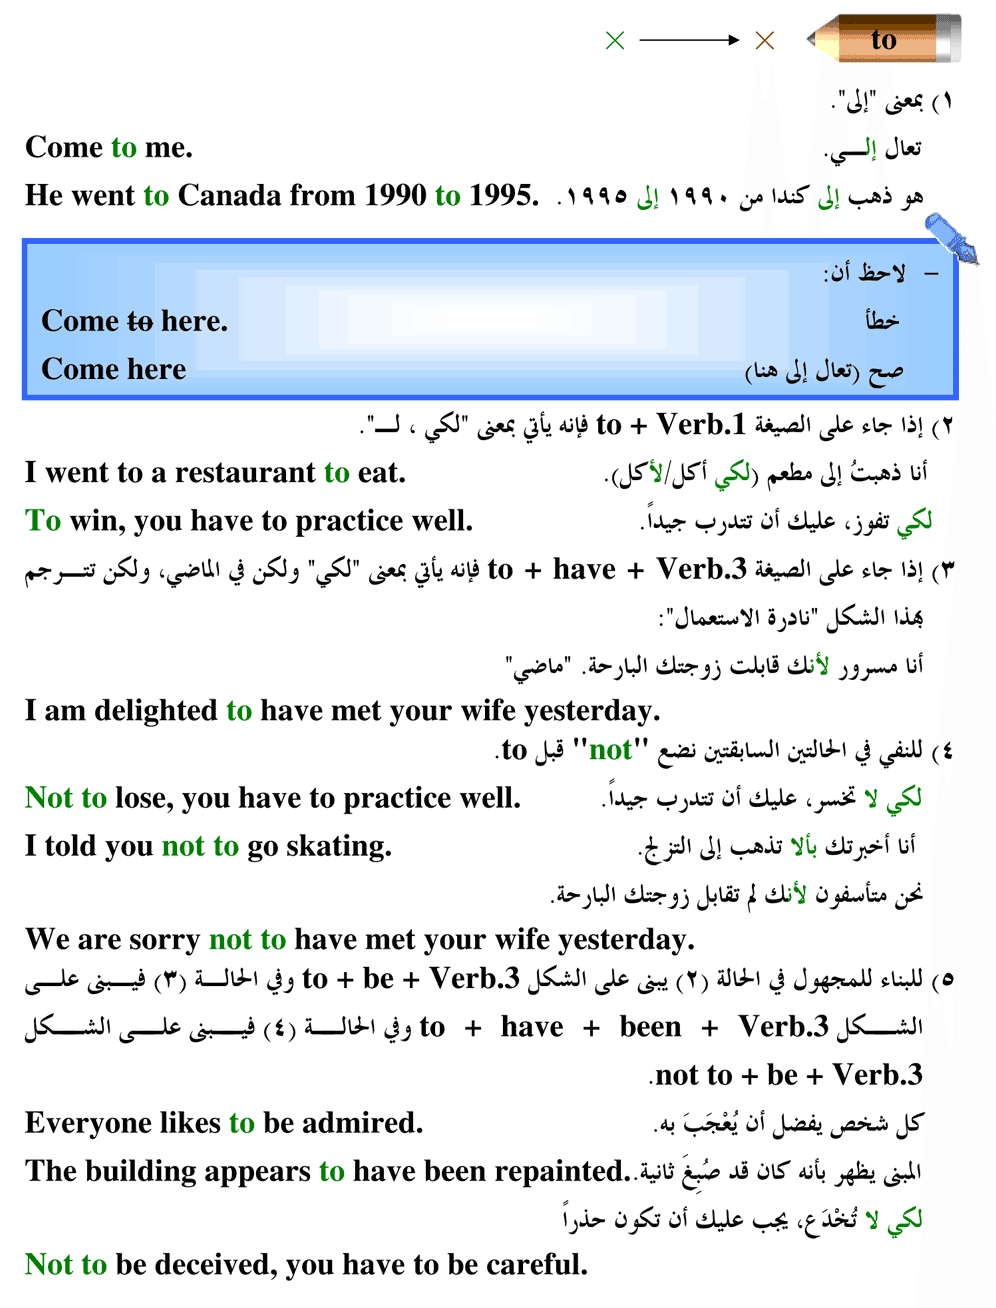 to
١) بمعنى "إلى".
Come to me. تعال إلــي.
He went to Canada from 1990 to 1995. هو ذهب إلى كندا من ١٩٩٠ إلى ١٩٩٥.
– لاحظ أن:
Come to here. خطأ
Come here صح (تعال إلى هنا)
٢) إذا جاء على الصيغة to + Verb.1 فإنه يأتي بمعنى "لكي ، لــ".
I went to a restaurant to eat. أنا ذهبتُ إلى مطعم (لكي أكل/لأكل).
To win, you have to practice well. لكي تفوز، عليك أن تتدرب جيداً.
٣) إذا جاء على الصيغة to + have + Verb.3 فإنه يأتي بمعنى "لكي" ولكن في الماضي، ولكن تتــرجم
بهذا الشكل "نادرة الاستعمال":
أنا مسرور لأنك قابلت زوجتك البارحة. "ماضي"
I am delighted to have met your wife yesterday.
٤) للنفي في الحالتين السابقتين نضع "not" قبل to.
Not to lose, you have to practice well. لكي لا تخسر، عليك أن تتدرب جيداً.
I told you not to go skating. أنا أخبرتك بألا تذهب إلى التزلج.
نحن متأسفون لأنك لم تقابل زوجتك البارحة.
We are sorry not to have met your wife yesterday.
٥) للبناء للمجهول في الحالة (٢) يبنى على الشكل to + be + Verb.3 وفي الحالــة (٣) فيــبنى علــى
الشــكل to + have + been + Verb.3 وفي الحالــة (٤) فيــبنى علــى الشــكل
not to + be + Verb.3.
Everyone likes to be admired. كل شخص يفضل أن يُعْجَبَ به.
The building appears to have been repainted. المبنى يظهر بأنه كان قد صُبِغَ ثانية.
لكي لا تُخْدَع، يجب عليك أن تكون حذراً
Not to be deceived, you have to be careful.